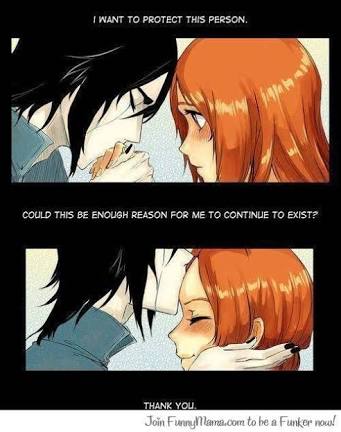 I WANT TO PROTECT THIS PERSON.
COULD THIS BE ENOUGH REASON FOR ME TO CONTINUE TO EXIST?
THANK YOU.
Join FunnyMama.com to be a Funker now!